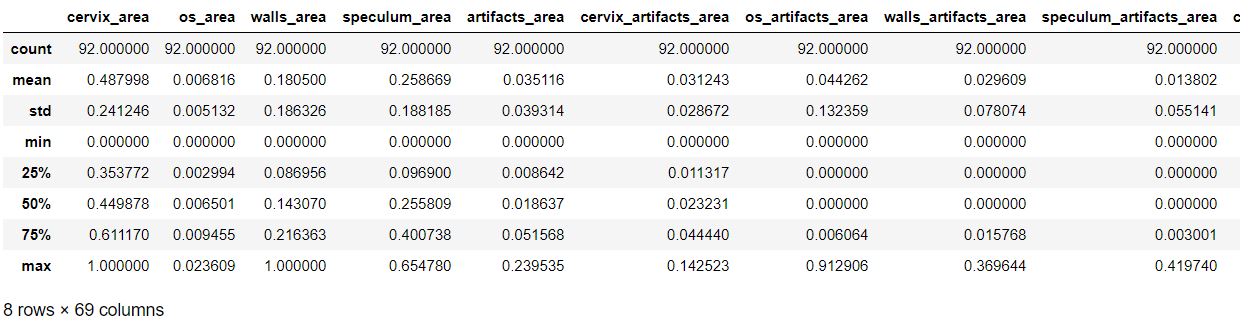 cervix_area os_area walls_area speculum_area artifacts_area cervix_artifacts_area os_artifacts_area walls_artifacts_area speculum_artifacts_area c
count 92.000000 92.000000 92.000000 92.000000 92.000000 92.000000 92.000000 92.000000 92.000000
mean 0.487998 0.006816 0.180500 0.258669 0.035116 0.031243 0.044262 0.029609 0.013802
std 0.241246 0.005132 0.186326 0.188185 0.039314 0.028672 0.132359 0.078074 0.055141
min 0.000000 0.000000 0.000000 0.000000 0.000000 0.000000 0.000000 0.000000 0.000000
25% 0.353772 0.002994 0.086956 0.096900 0.008642 0.011317 0.000000 0.000000 0.000000
50% 0.449878 0.006501 0.143070 0.255809 0.018637 0.023231 0.000000 0.000000 0.000000
75% 0.611170 0.009455 0.216363 0.400738 0.051568 0.044440 0.006064 0.015768 0.003001
max 1.000000 0.023609 1.000000 0.654780 0.239535 0.142523 0.912906 0.369644 0.419740
8 rows × 69 columns